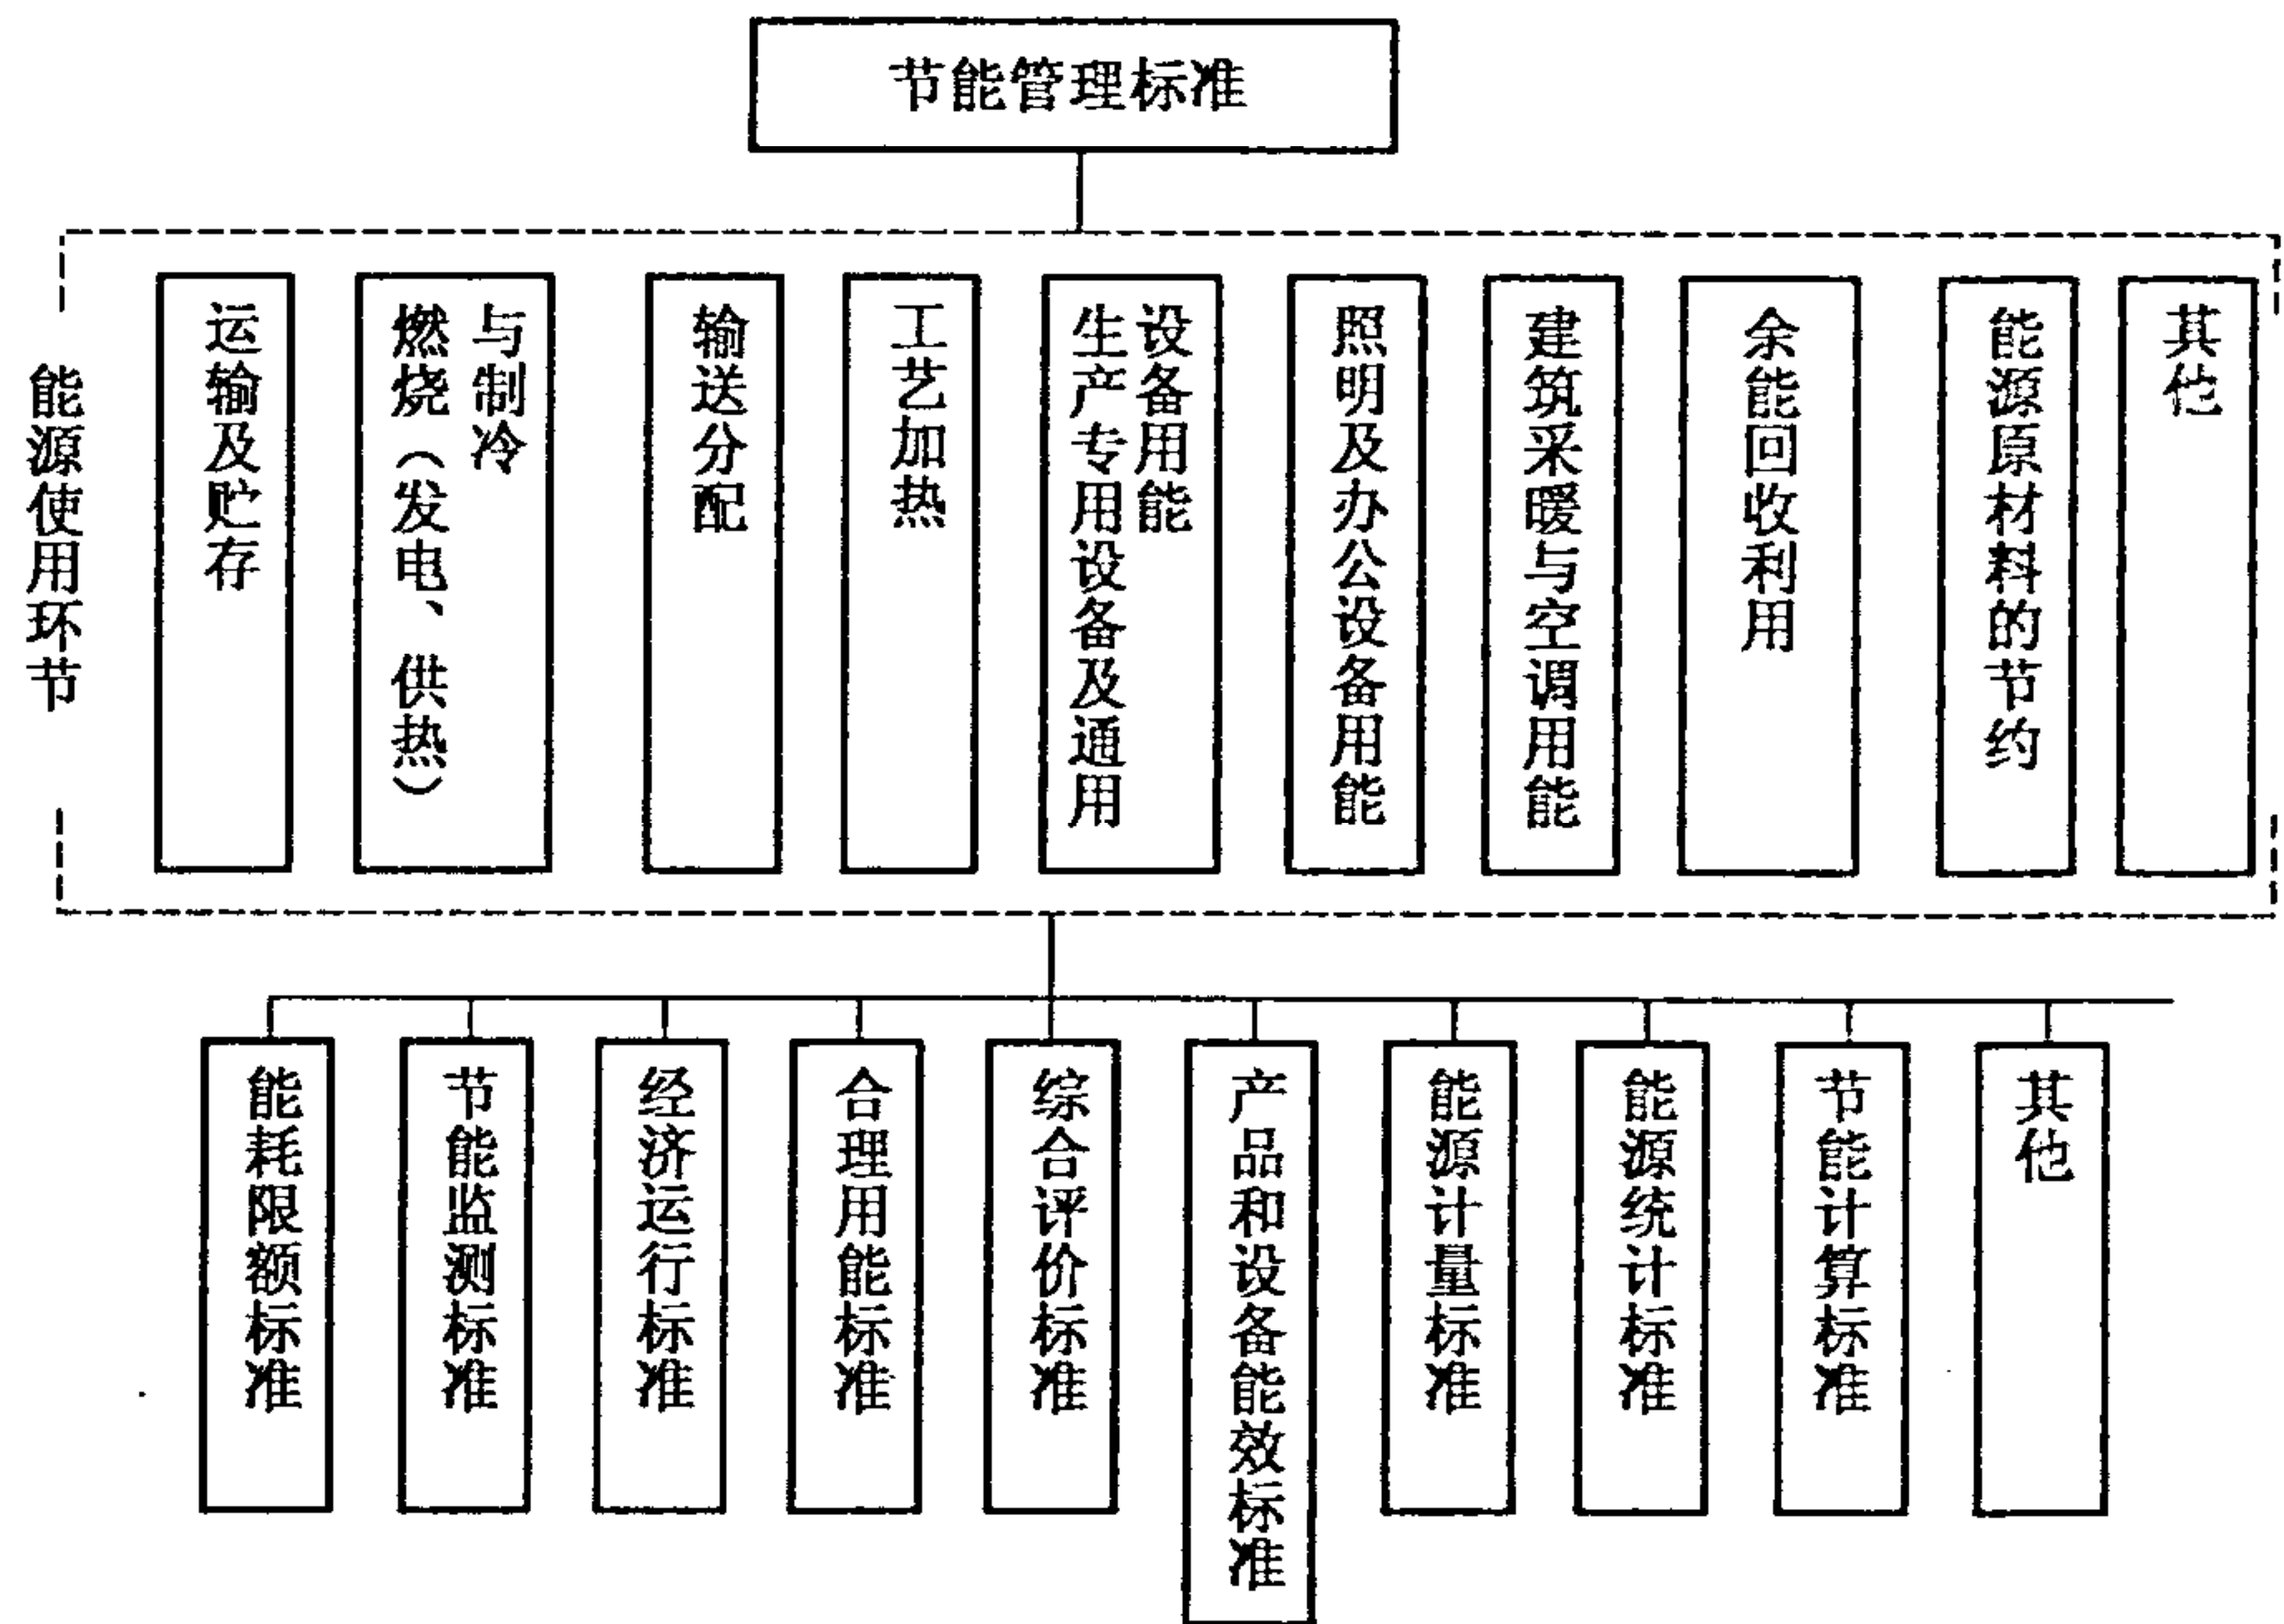 节能管理标准
能源使用环节
运输及贮存
燃烧（发电、供热）
与制冷
输送分配
工艺加热
生产专用设备及通用
设备用能
照明及办公设备用能
建筑采暖与空调用能
余能回收利用
能源原材料的节约
其他
能耗限额标准
节能监测标准
经济运行标准
合理用能标准
综合评价标准
产品和设备能效标准
能源计量标准
能源统计标准
节能计算标准
其他